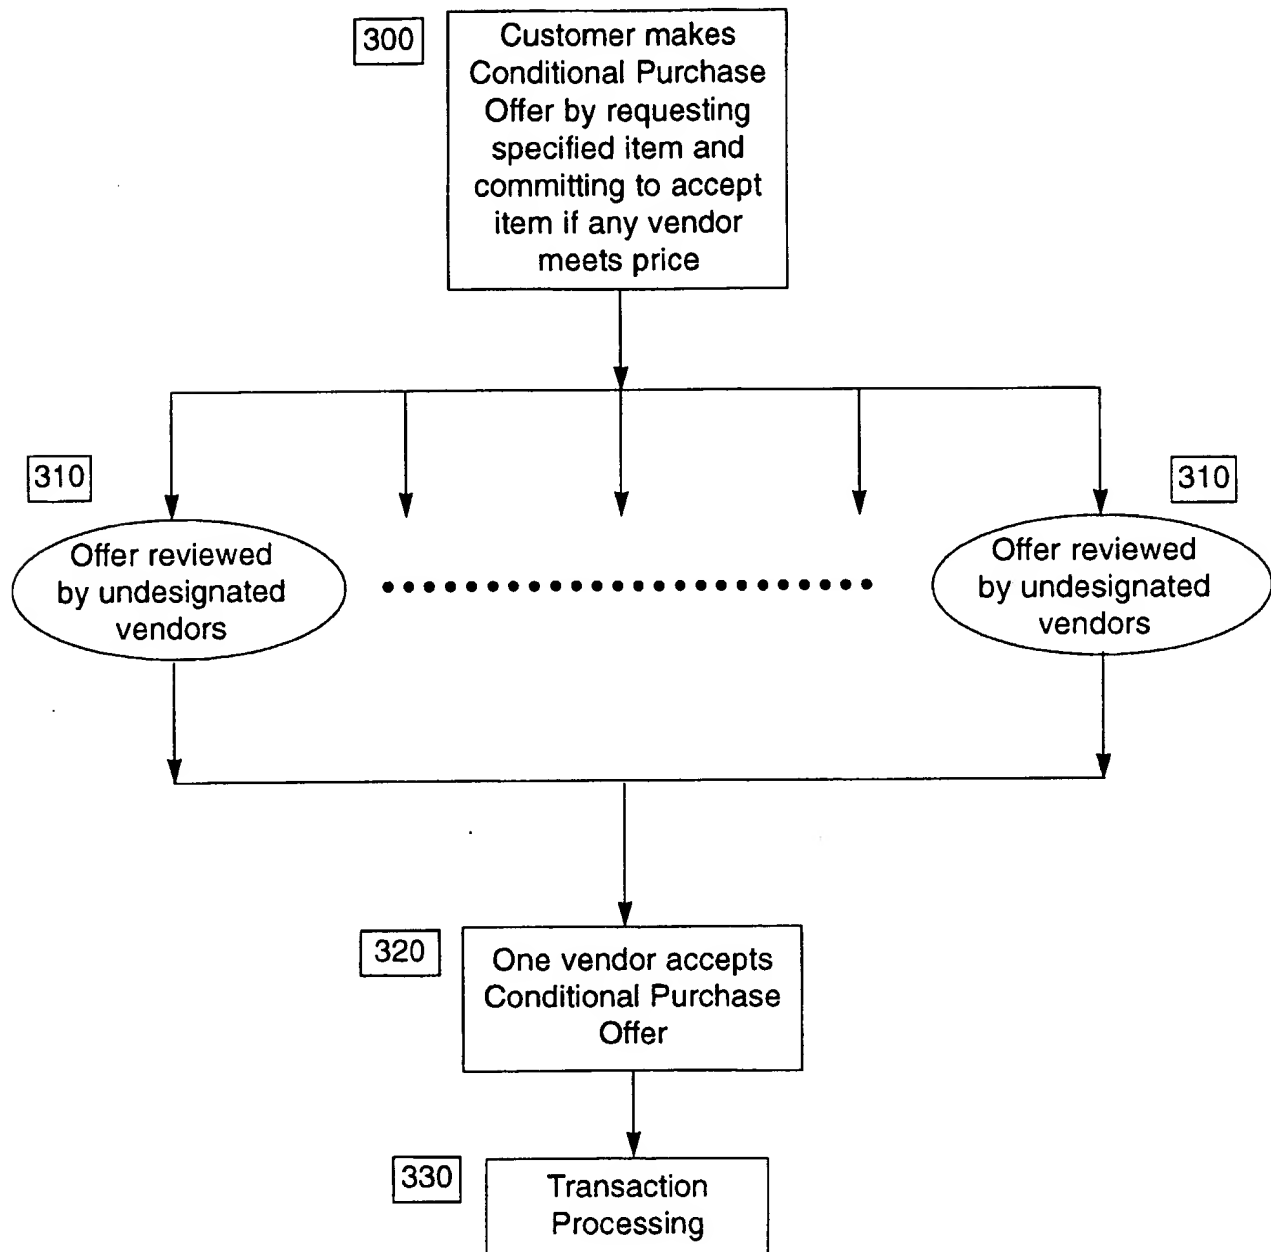 300
Customer makes
Conditional Purchase
Offer by requesting
specified item and
committing to accept
item if any vendor
meets price
310
Offer reviewed
by undesignated
vendors
310
Offer reviewed
by undesignated
vendors
320
One vendor accepts
Conditional Purchase
Offer
330
Transaction
Processing